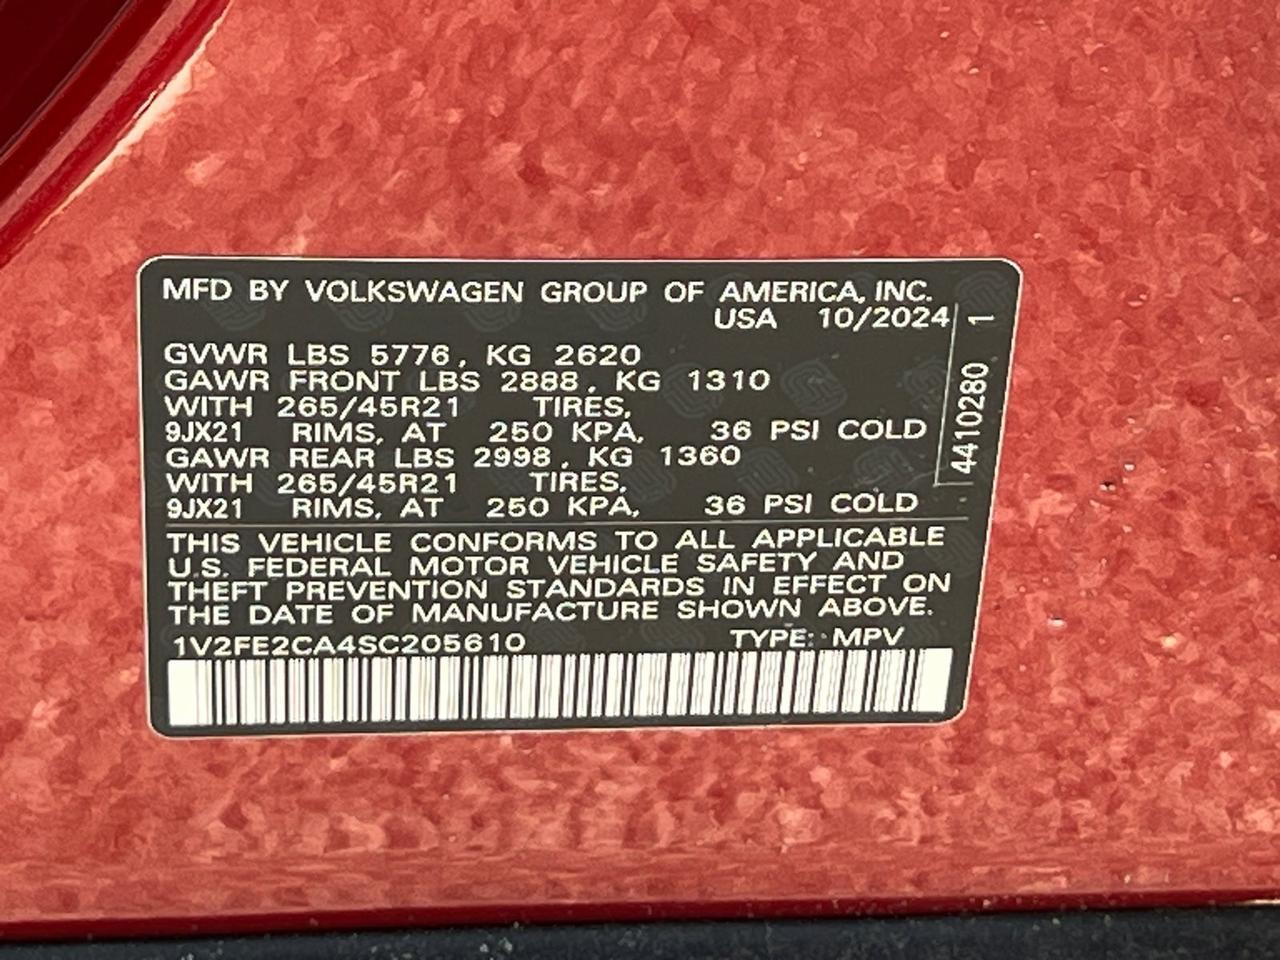 MFD BY VOLKSWAGEN GROUP OF AMERICA, INC.
USA 10/2024
GVWR LBS 5776, KG 2620
GAWR FRONT LBS 2888, KG 1310
WITH 265/45R21 TIRES,
9JX21 RIMS, AT 250 KPA, 36 PSI COLD
GAWR REAR LBS 2998, KG 1360
WITH 265/45R21 TIRES,
9JX21 RIMS, AT 250 KPA, 36 PSI COLD
4410280 1
THIS VEHICLE CONFORMS TO ALL APPLICABLE
U.S. FEDERAL MOTOR VEHICLE SAFETY AND
THEFT PREVENTION STANDARDS IN EFFECT ON
THE DATE OF MANUFACTURE SHOWN ABOVE.
1V2FE2CA4SC205610 TYPE: MPV